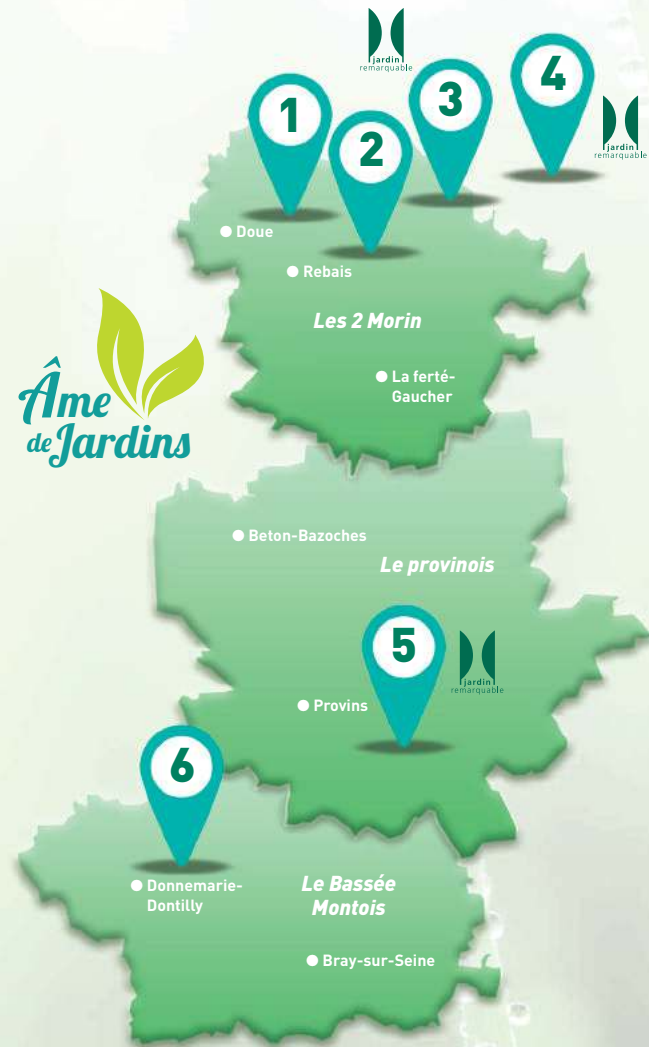 jardin
remarquable
1
2
3
4
jardin
remarquable
Doue
Rebais
Les 2 Morin
La ferté-
Gaucher
Âme
de Jardins
Beton-Bazoches
Le provinois
5
jardin
remarquable
Provins
6
Donnemarie-
Dontilly
Le Bassée
Montois
Bray-sur-Seine